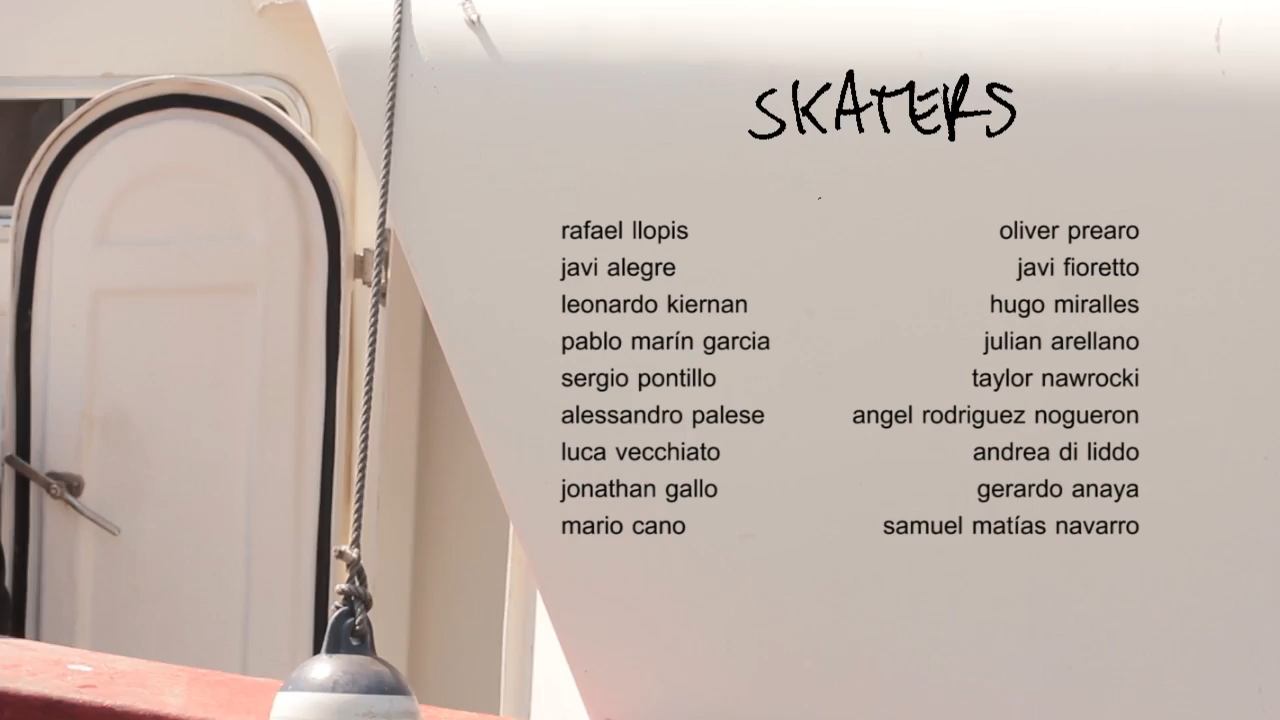 SKATERS
rafael llopis
javi alegre
leonardo kiernan
pablo marín garcia
sergio pontillo
alessandro palese
luca vecchiato
jonathan gallo
mario cano
oliver prearo
javi fioretto
hugo miralles
julian arellano
taylor nawrocki
angel rodriguez nogueron
andrea di liddo
gerardo anaya
samuel matías navarro